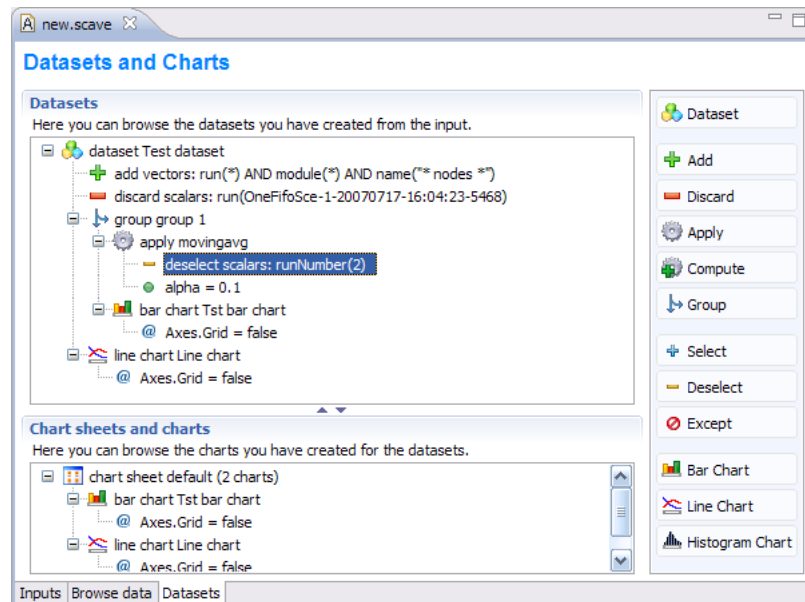 new.scave
Datasets and Charts
Datasets
Here you can browse the datasets you have created from the input.
dataset Test dataset
add vectors: run(*) AND module(*) AND name("* nodes *")
discard scalars: run(OneFifoSce-1-20070717-16:04:23-5468)
group group 1
apply movingavg
deselect scalars: runNumber(2)
alpha = 0.1
bar chart Tst bar chart
@ Axes.Grid = false
line chart Line chart
@ Axes.Grid = false
Chart sheets and charts
Here you can browse the charts you have created for the datasets.
chart sheet default (2 charts)
bar chart Tst bar chart
@ Axes.Grid = false
line chart Line chart
@ Axes.Grid = false
Dataset
Add
Discard
Apply
Compute
Group
Select
Deselect
Except
Bar Chart
Line Chart
Histogram Chart
Inputs Browse data Datasets